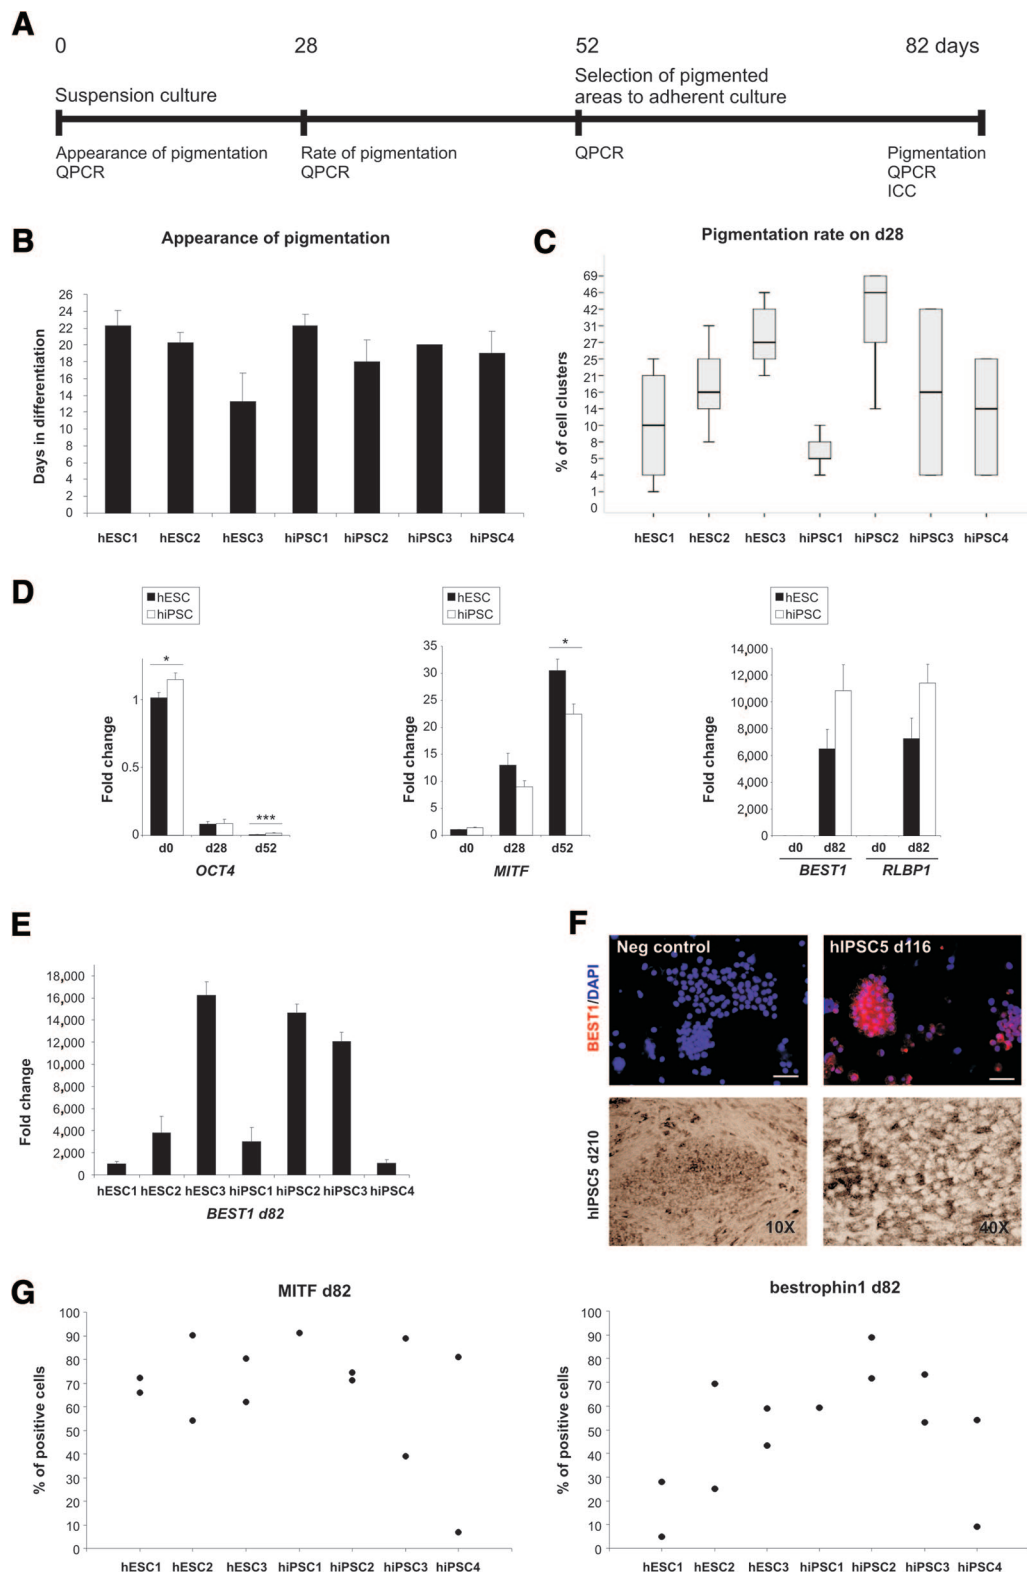 A
0 28 52 82 days
Suspension culture
Selection of pigmented
areas to adherent culture
Appearance of pigmentation
QPCR
Rate of pigmentation
QPCR
QPCR
Pigmentation
QPCR
ICC
B
Appearance of pigmentation
Days in differentiation
26
24
22
20
18
16
14
12
10
8
6
4
2
0
hESC1 hESC2 hESC3 hiPSC1 hiPSC2 hiPSC3 hiPSC4
C
Pigmentation rate on d28
% of cell clusters
69
46
42
31
27
25
21
16
14
10
8
5
4
1
0
hESC1 hESC2 hESC3 hiPSC1 hiPSC2 hiPSC3 hiPSC4
D
hESC
hiPSC
Fold change
1
0.5
0
*
***
d0 d28 d52
OCT4
hESC
hiPSC
Fold change
35
30
25
20
15
10
5
0
*
d0 d28 d52
MITF
hESC
hiPSC
Fold change
14,000
12,000
10,000
8,000
6,000
4,000
2,000
0
d0 d82 d0 d82
BEST1 RLBP1
E
Fold change
18,000
16,000
14,000
12,000
10,000
8,000
6,000
4,000
2,000
0
hESC1 hESC2 hESC3 hiPSC1 hiPSC2 hiPSC3 hiPSC4
BEST1 d82
F
BEST1/DAPI
Neg control
hIPSC5 d116
hIPSC5 d210
10X
40X
G
MITF d82
% of positive cells
100
90
80
70
60
50
40
30
20
10
0
hESC1 hESC2 hESC3 hiPSC1 hiPSC2 hiPSC3 hiPSC4
bestrophin1 d82
% of positive cells
100
90
80
70
60
50
40
30
20
10
0
hESC1 hESC2 hESC3 hiPSC1 hiPSC2 hiPSC3 hiPSC4